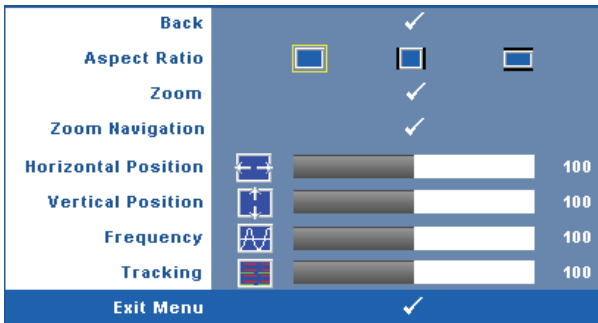 Back
Aspect Ratio
Zoom
Zoom Navigation
Horizontal Position 100
Vertical Position 100
Frequency 100
Tracking 100
Exit Menu